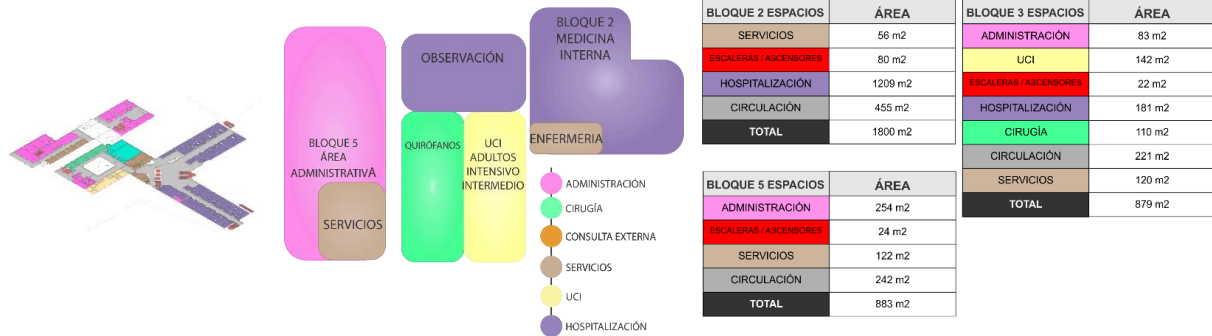 BLOQUE 5
ÁREA
ADMINISTRATIVA
SERVICIOS
OBSERVACIÓN
QUIRÓFANOS
UCI
ADULTOS
INTENSIVO
INTERMEDIO
BLOQUE 2
MEDICINA
INTERNA
ENFERMERIA
ADMINISTRACIÓN
CIRUGÍA
CONSULTA EXTERNA
SERVICIOS
UCI
HOSPITALIZACIÓN
BLOQUE 2 ESPACIOS ÁREA
SERVICIOS 56 m2
ESCALERAS / ASCENSORES 80 m2
HOSPITALIZACIÓN 1209 m2
CIRCULACIÓN 455 m2
TOTAL 1800 m2
BLOQUE 5 ESPACIOS ÁREA
ADMINISTRACIÓN 254 m2
ESCALERAS / ASCENSORES 24 m2
SERVICIOS 122 m2
CIRCULACIÓN 242 m2
TOTAL 883 m2
BLOQUE 3 ESPACIOS ÁREA
ADMINISTRACIÓN 83 m2
UCI 142 m2
ESCALERAS / ASCENSORES 22 m2
HOSPITALIZACIÓN 181 m2
CIRUGÍA 110 m2
CIRCULACIÓN 221 m2
SERVICIOS 120 m2
TOTAL 879 m2